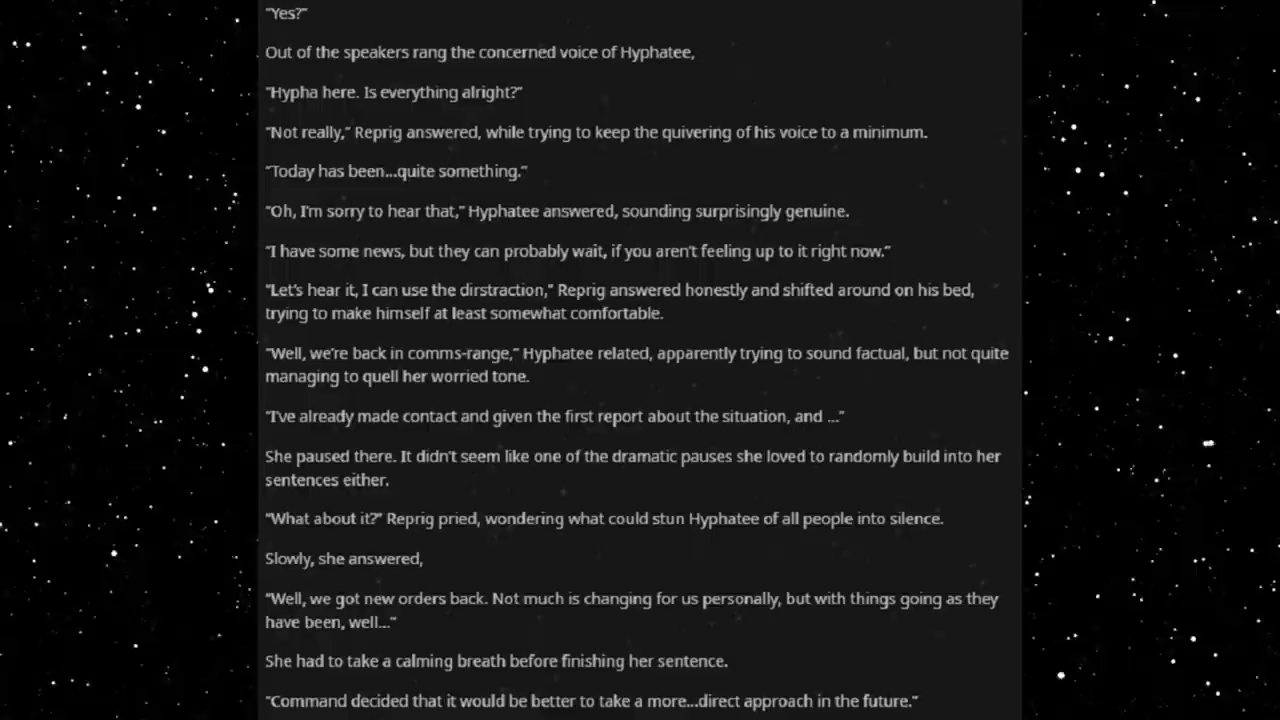 "Yes?"
Out of the speakers rang the concerned voice of Hyphatee,
"Hypha here. Is everything alright?"
"Not really," Reprig answered, while trying to keep the quivering of his voice to a minimum.
"Today has been...quite something."
"Oh, I'm sorry to hear that," Hyphatee answered, sounding surprisingly genuine.
"I have some news, but they can probably wait, if you aren't feeling up to it right now."
"Let's hear it, I can use the dirstraction," Reprig answered honestly and shifted around on his bed,
trying to make himself at least somewhat comfortable.
"Well, we're back in comms-range," Hyphatee related, apparently trying to sound factual, but not quite
managing to quell her worried tone.
"I've already made contact and given the first report about the situation, and ..."
She paused there. It didn't seem like one of the dramatic pauses she loved to randomly build into her
sentences either.
"What about it?" Reprig pried, wondering what could stun Hyphatee of all people into silence.
Slowly, she answered,
"Well, we got new orders back. Not much is changing for us personally, but with things going as they
have been, well..."
She had to take a calming breath before finishing her sentence.
"Command decided that it would be better to take a more...direct approach in the future."